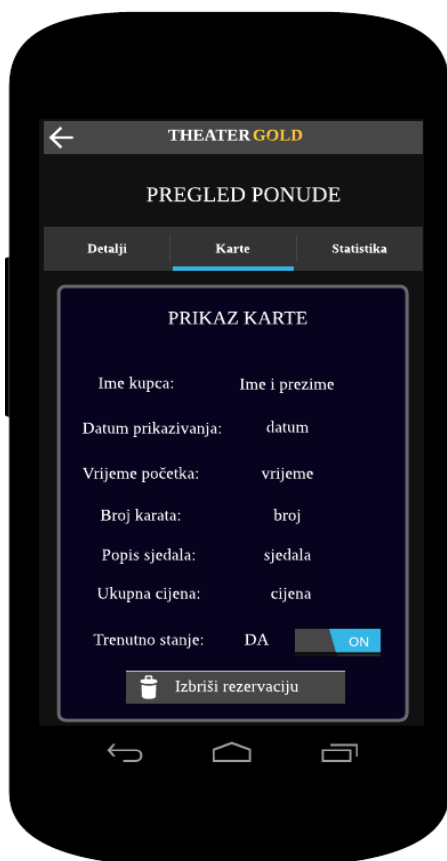 THEATER GOLD
PREGLED PONUDE
Detalji Karte Statistika
PRIKAZ KARTE
Ime kupca: Ime i prezime
Datum prikazivanja: datum
Vrijeme početka: vrijeme
Broj karata: broj
Popis sjedala: sjedala
Ukupna cijena: cijena
Trenutno stanje: DA ON
Izbriši rezervaciju